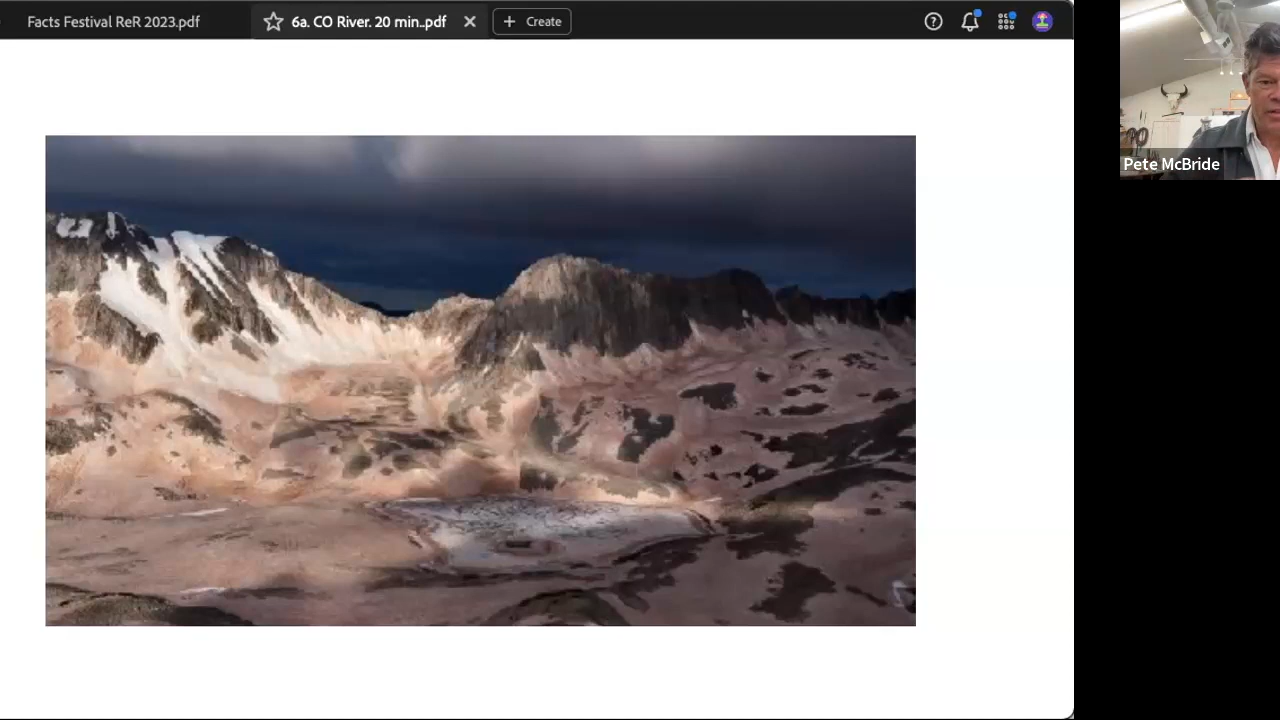 Facts Festival ReR 2023.pdf
6a. CO River. 20 min..pdf
Create
Pete McBride